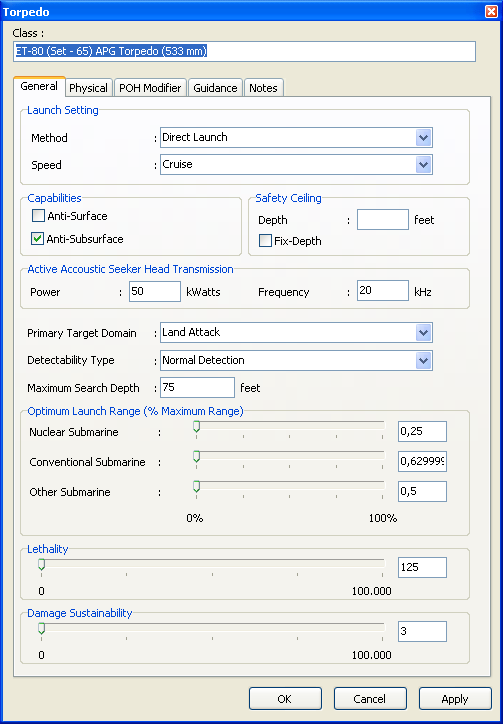 Torpedo
Class :
ET-80 (Set - 65) APG Torpedo (533 mm)
General Physical POH Modifier Guidance Notes
Launch Setting
Method : Direct Launch
Speed : Cruise
Capabilities Safety Ceiling
Anti-Surface Depth : feet
Anti-Subsurface Fix-Depth
Active Accoustic Seeker Head Transmission
Power : 50 kWatts Frequency : 20 kHz
Primary Target Domain : Land Attack
Detectability Type : Normal Detection
Maximum Search Depth : 75 feet
Optimum Launch Range (% Maximum Range)
Nuclear Submarine : 0,25
Conventional Submarine : 0,629999
Other Submarine : 0,5
0% 100%
Lethality
125
0 100.000
Damage Sustainability
3
0 100.000
OK Cancel Apply